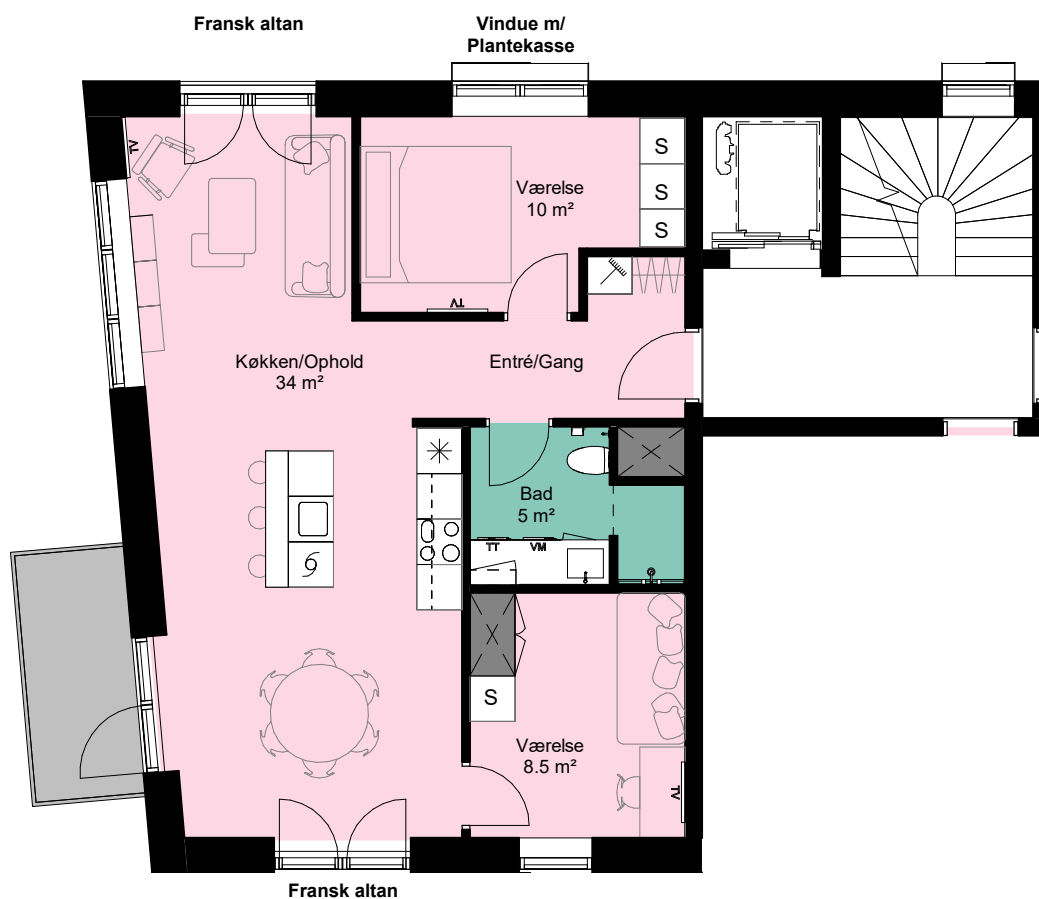 Fransk altan
Vindue m/
Plantekasse
TV
S
Værelse
10 m²
S
S
TV
Køkken/Ophold
34 m²
Entré/Gang
Bad
5 m²
TT
VM
S
Værelse
8.5 m²
TV
Fransk altan